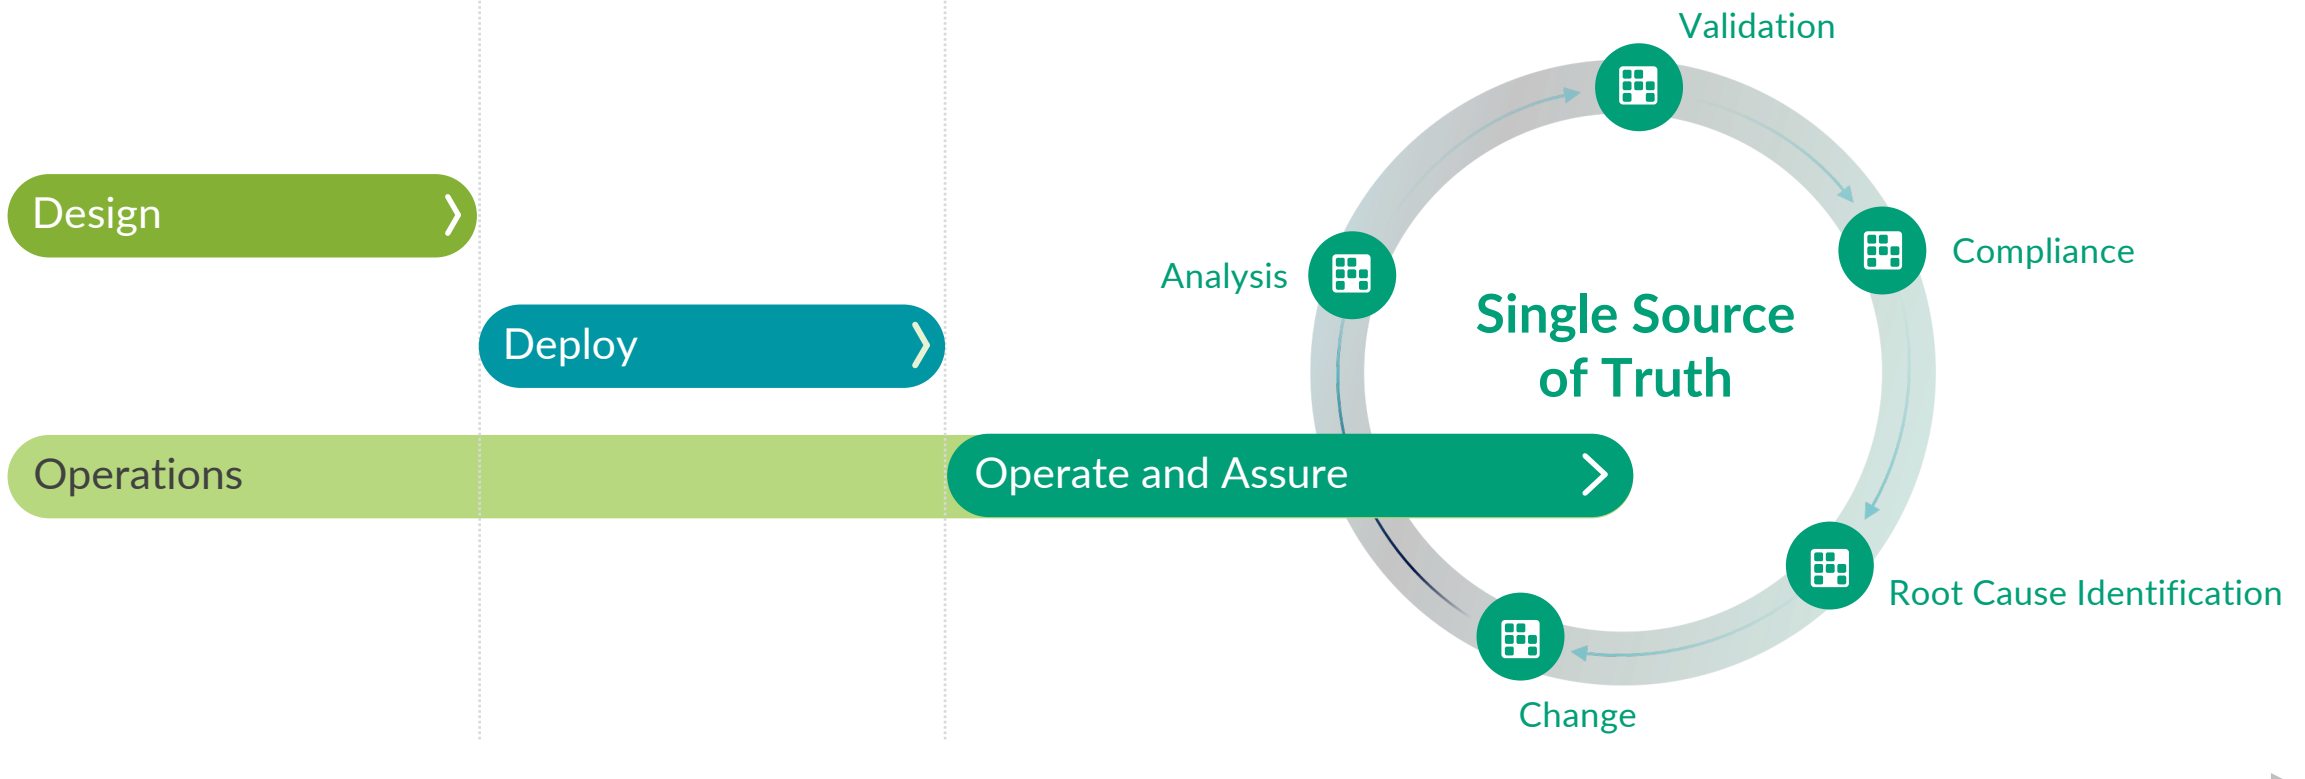 Validation
Design
Compliance
Analysis
Single Source
of Truth
Deploy
Operations
Operate and Assure
Root Cause Identification
Change